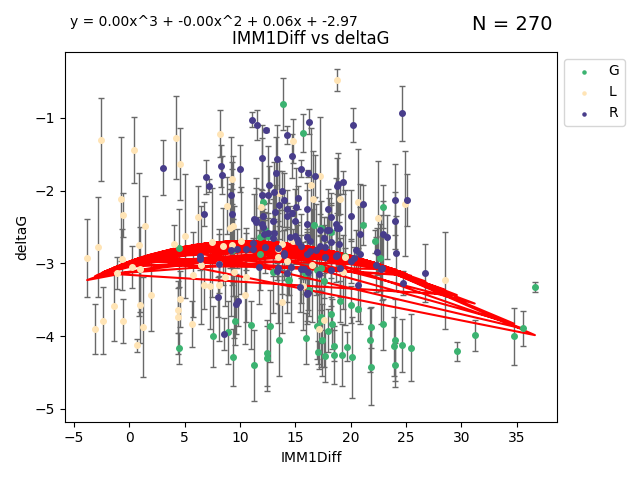 y = 0.00x^3 + -0.00x^2 + 0.06x + -2.97
N = 270
IMM1Diff vs deltaG
G
L
R
−1
−2
−3
−4
−5
deltaG
−5 0 5 10 15 20 25 30 35
IMM1Diff